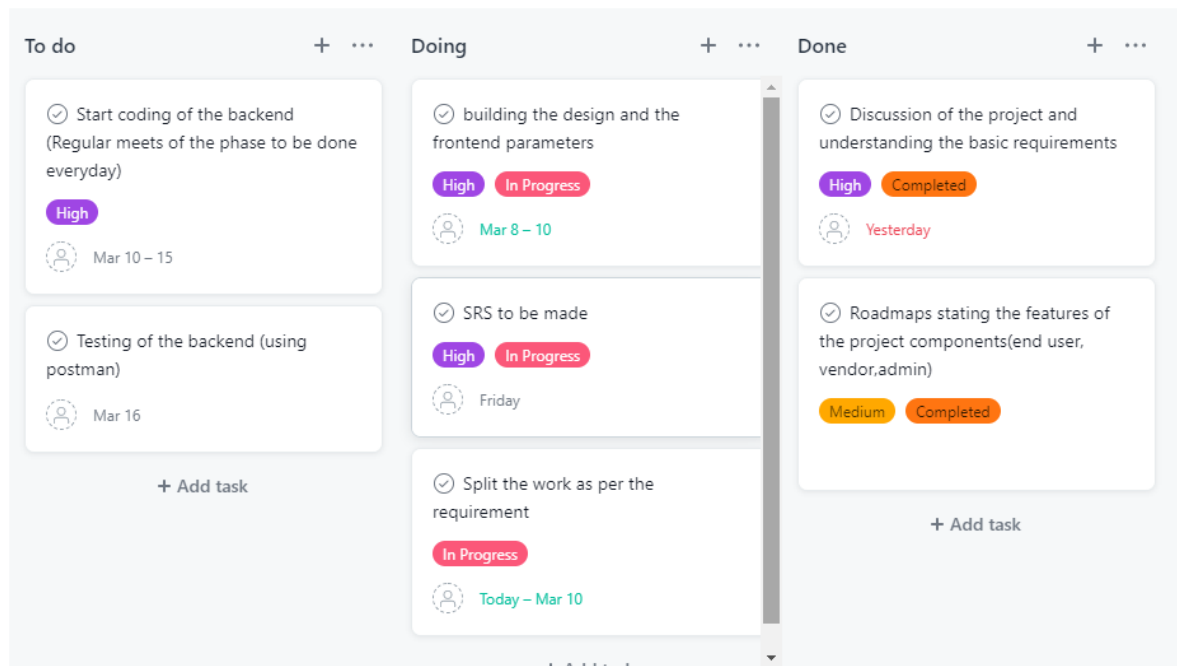 To do
Start coding of the backend
(Regular meets of the phase to be done
everyday)
High
Mar 10 – 15
Testing of the backend (using
postman)
Mar 16
+ Add task
Doing
building the design and the
frontend parameters
High In Progress
Mar 8 – 10
SRS to be made
High In Progress
Friday
Split the work as per the
requirement
In Progress
Today – Mar 10
Done
Discussion of the project and
understanding the basic requirements
High Completed
Yesterday
Roadmaps stating the features of
the project components(end user,
vendor,admin)
Medium Completed
+ Add task